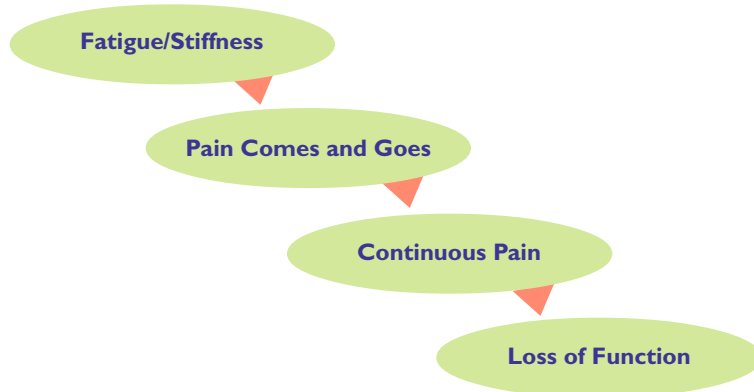 Fatigue/Stiffness
Pain Comes and Goes
Continuous Pain
Loss of Function